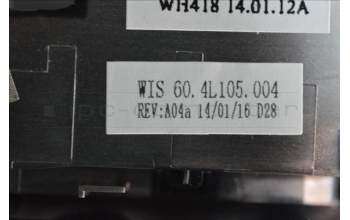 WH418 14.01.12A
WIS 60.4L105.004
REV:A04a 14/01/16 D28